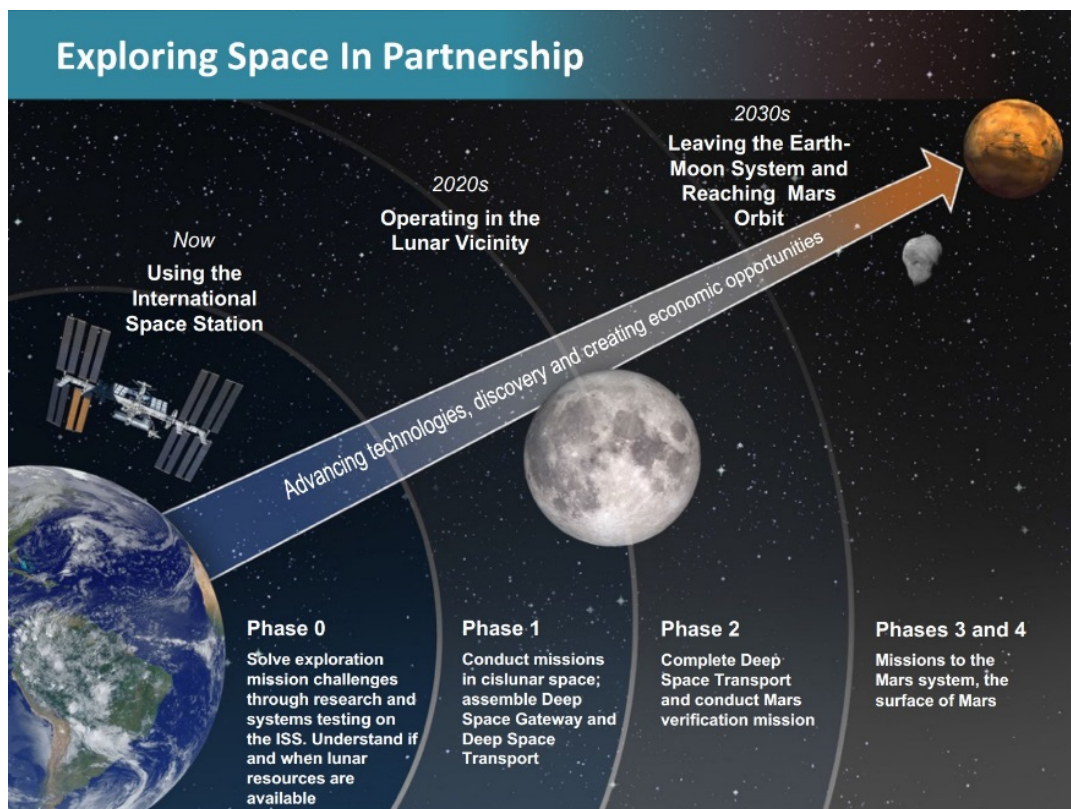 Exploring Space In Partnership
2030s
Leaving the Earth-
Moon System and
Reaching Mars
Orbit
2020s
Operating in the
Lunar Vicinity
Now
Using the
International
Space Station
Advancing technologies, discovery and creating economic opportunities
Phase 0
Solve exploration
mission challenges
through research and
systems testing on
the ISS. Understand if
and when lunar
resources are
available
Phase 1
Conduct missions
in cislunar space;
assemble Deep
Space Gateway and
Deep Space
Transport
Phase 2
Complete Deep
Space Transport
and conduct Mars
verification mission
Phases 3 and 4
Missions to the
Mars system, the
surface of Mars